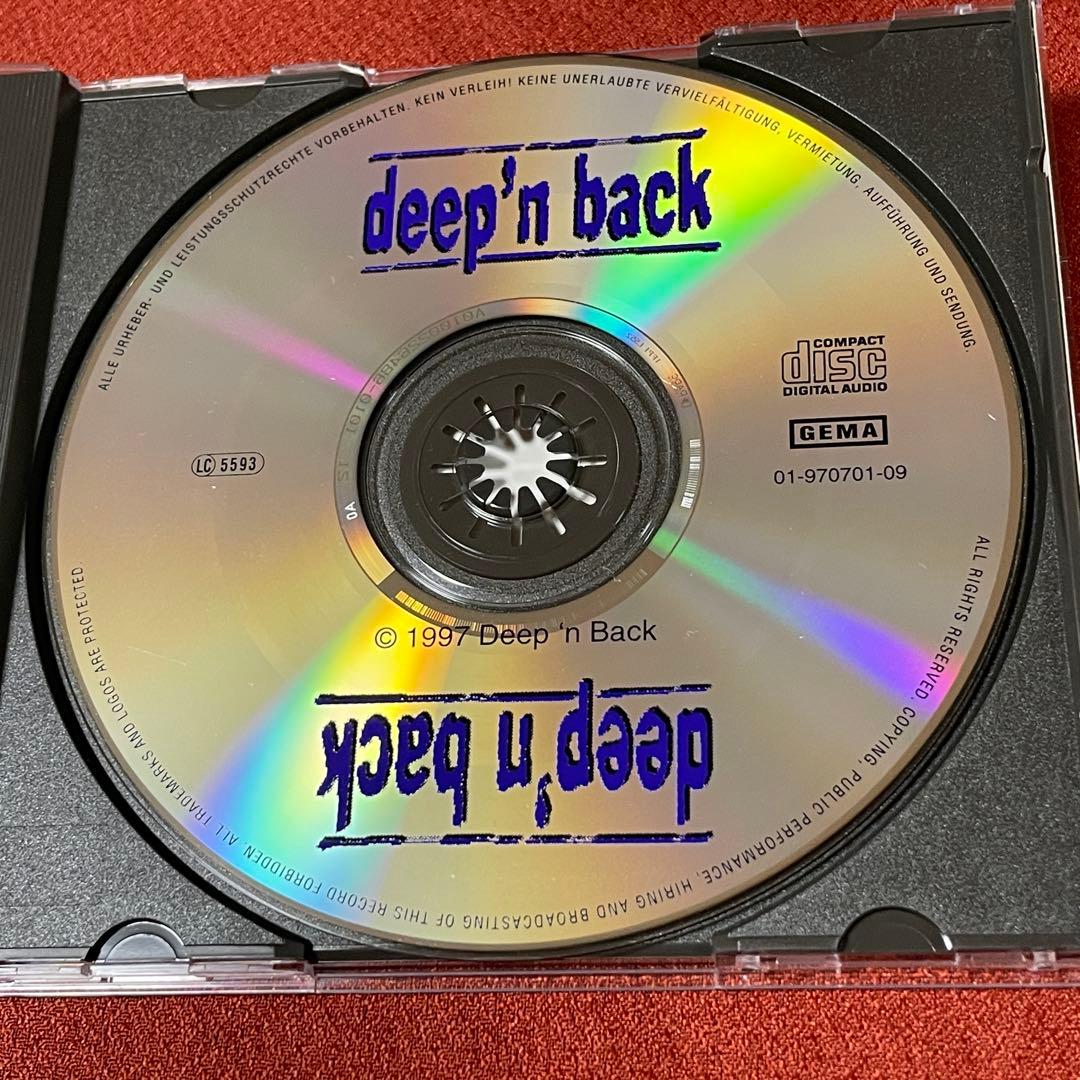 ALLE URHEBER- UND LEISTUNGSSCHUTZRECHTE VORBEHALTEN. KEIN VERLEIH! KEINE UNERLAUBTE VERVIELFÄLTIGUNG, VERMIETUNG, AUFFÜHRUNG UND SENDUNG.
deep'n back
COMPACT
disc
DIGITAL AUDIO
GEMA
LC 5593
01-970701-09
© 1997 Deep ‘n Back
deep'n back
ALL RIGHTS RESERVED. COPYING, PUBLIC PERFORMANCE, HIRING AND BROADCASTING OF THIS RECORD FORBIDDEN. ALL TRADEMARKS AND LOGOS ARE PROTECTED.